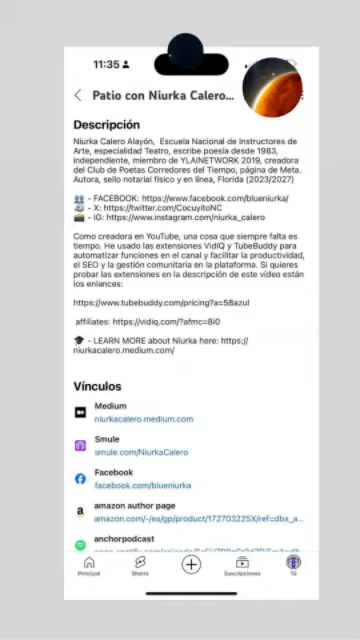 11:35
Patio con Niurka Calero...
Descripción
Niurka Calero Alayón, Escuela Nacional de Instructores de
Arte, especialidad Teatro, escribe poesía desde 1983,
independiente, miembro de YLAINETWORK 2019, creadora
del Club de Poetas Corredores del Tiempo, página de Meta.
Autora, sello notarial físico y en línea, Florida (2023/2027)
👥 - FACEBOOK: https://www.facebook.com/blueniurka/
- X: https://twitter.com/CocuyitoNC
📸 - IG: https://www.instagram.com/niurka_calero
Como creadora en YouTube, una cosa que siempre falta es
tiempo. He usado las extensiones VidIQ y TubeBuddy para
automatizar funciones en el canal y facilitar la productividad,
el SEO y la gestión comunitaria en la plataforma. Si quieres
probar las extensiones en la descripción de este vídeo están
los enlances:
https://www.tubebuddy.com/pricing?a=58azul
affiliates: https://vidiq.com/?afmc=8i0
🎓 - LEARN MORE about Niurka here: https://
niurkacalero.medium.com/
Vínculos
Medium
niurkacalero.medium.com
Smule
smule.com/NiurkaCalero
Facebook
facebook.com/blueniurka
amazon author page
amazon.com/-/es/gp/product/172703225X/ref=dbs_a...
anchorpodcast
Principal
Shorts
Suscripciones
Tú